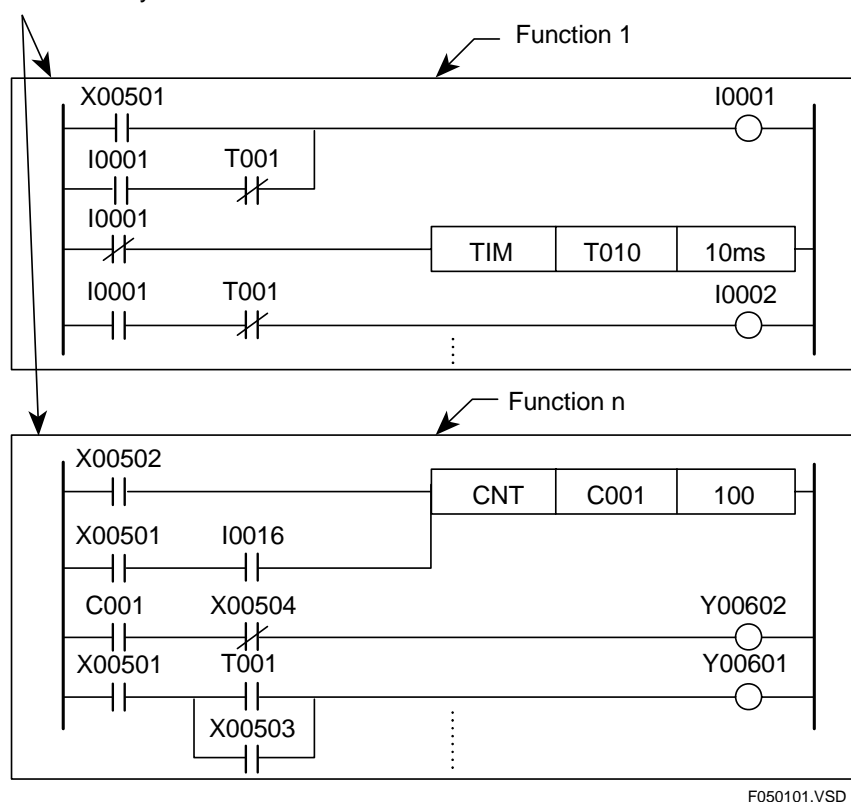 Function 1
X00501 I0001
I0001 T001
I0001
TIM T010 10ms
I0001 T001 I0002
Function n
X00502
CNT C001 100
X00501 I0016
C001 X00504 Y00602
X00501 T001 Y00601
X00503
F050101.VSD